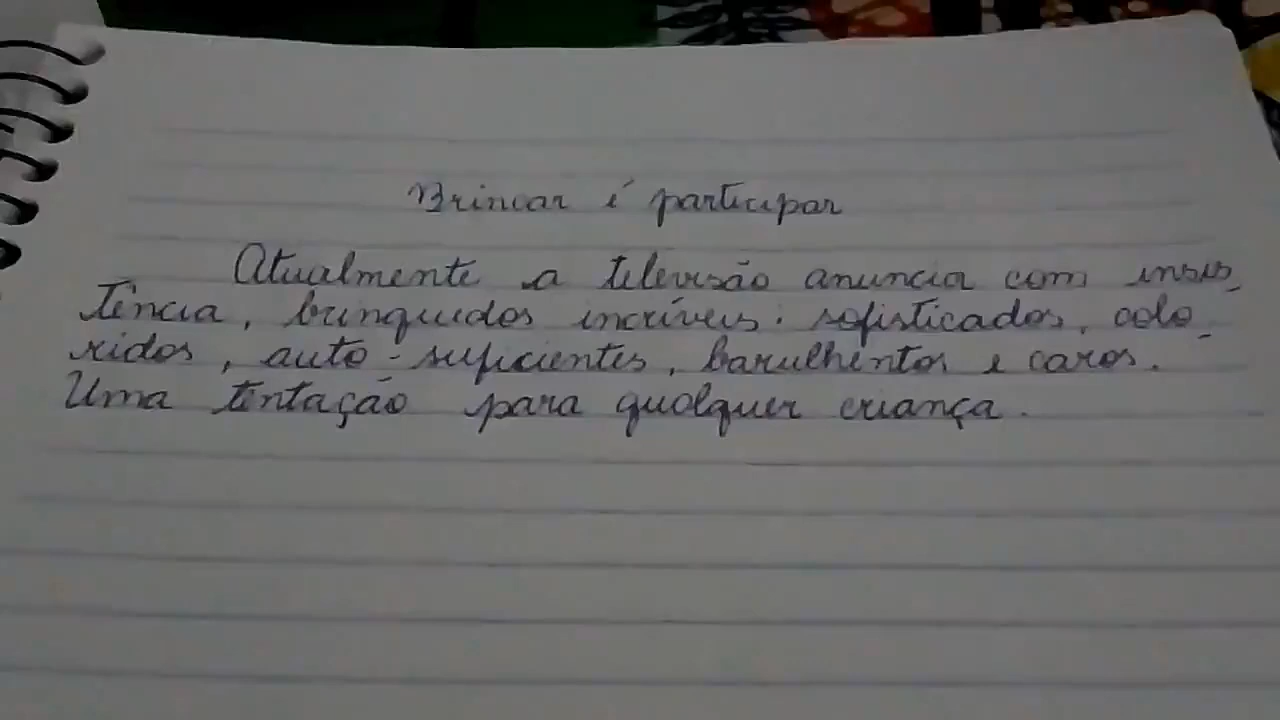 Brincar é participar
Atualmente a televisão anuncia com insis-
tência, brinquedos incríveis: sofisticados, colo-
ridos, auto-suficientes, barulhentos e caros.
Uma tentação para qualquer criança.